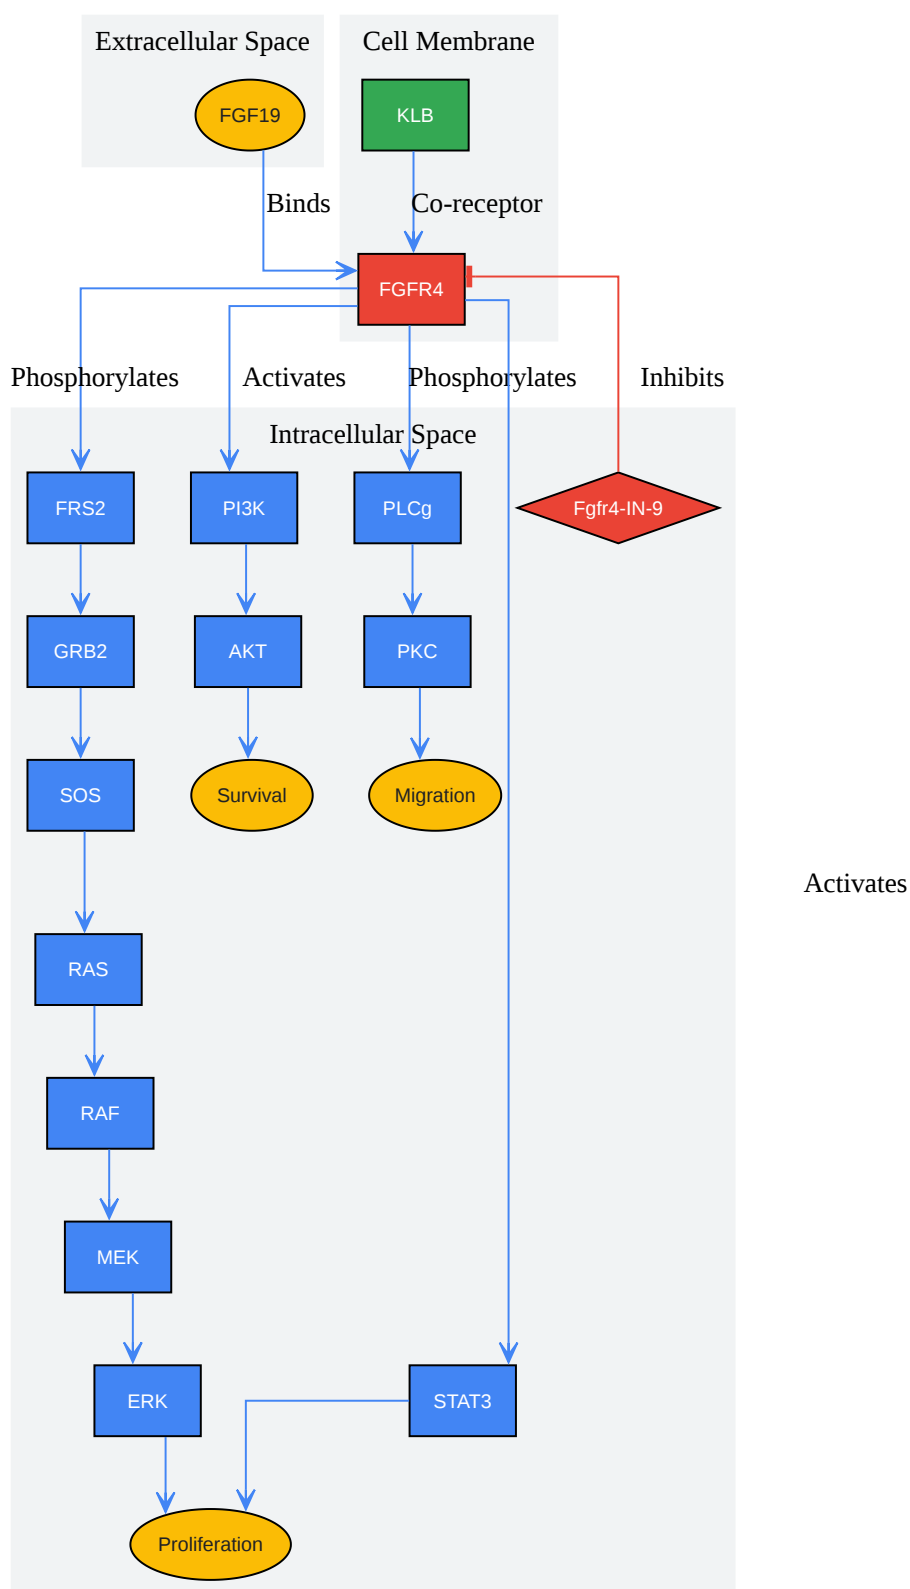 Extracellular Space
Cell Membrane
FGF19
KLB
Binds
Co-receptor
FGFR4
Phosphorylates
Activates
Phosphorylates
Inhibits
Intracellular Space
FRS2
PI3K
PLCg
Fgfr4-IN-9
GRB2
AKT
PKC
SOS
Survival
Migration
Activates
RAS
RAF
MEK
ERK
STAT3
Proliferation